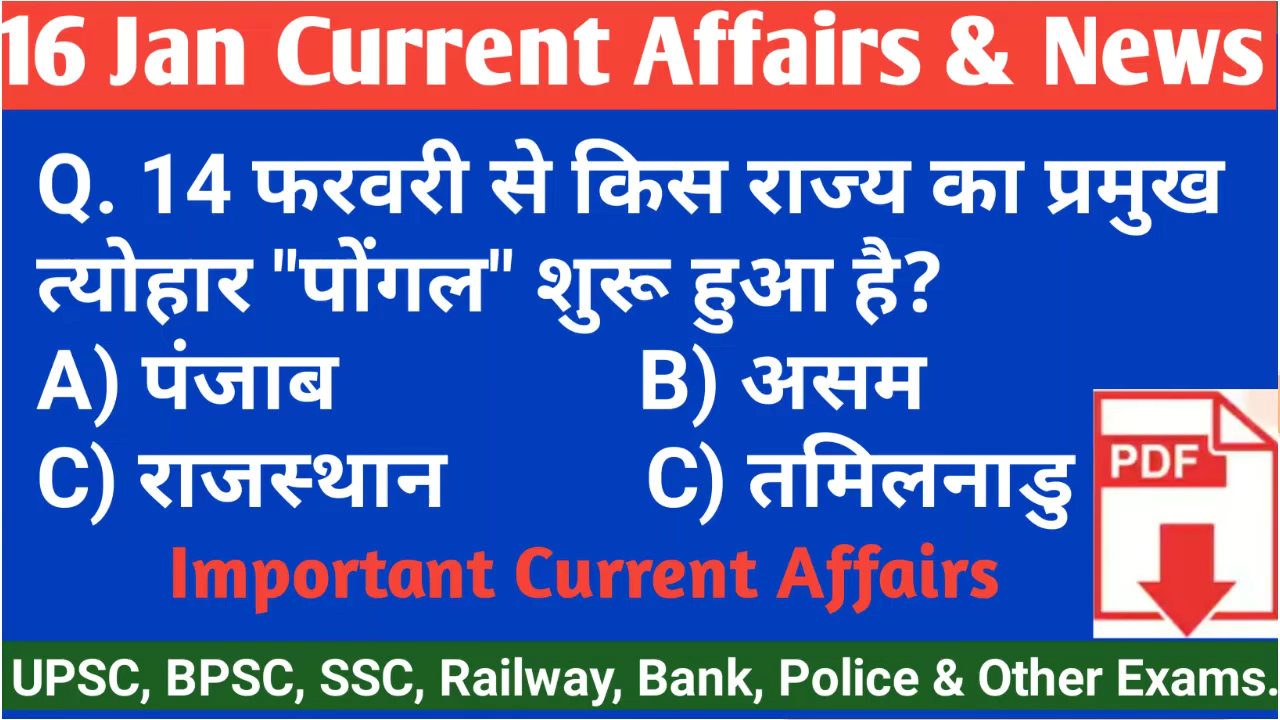 16 Jan Current Affairs & News
Q. 14 फरवरी से किस राज्य का प्रमुख
त्योहार "पोंगल" शुरू हुआ है?
A) पंजाब B) असम
C) राजस्थान C) तमिलनाडु
PDF
Important Current Affairs
UPSC, BPSC, SSC, Railway, Bank, Police & Other Exams.